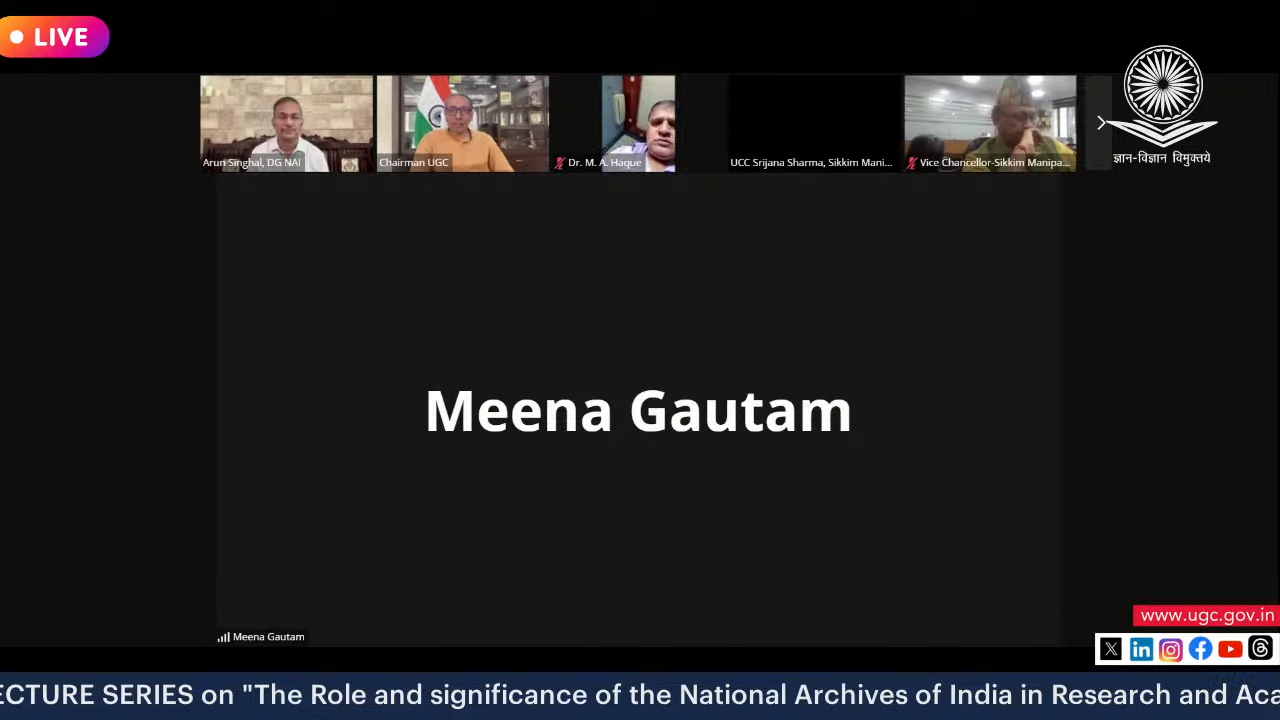 LIVE
Arun Singhal, DG NAI
Chairman UGC
Dr. M. A. Haque
UCC Srijana Sharma, Sikkim Mani...
Vice Chancellor-Sikkim Manipa...
ज्ञान-विज्ञान विमुक्तये
Meena Gautam
Meena Gautam
www.ugc.gov.in
ECTURE SERIES on "The Role and significance of the National Archives of India in Research and Aca